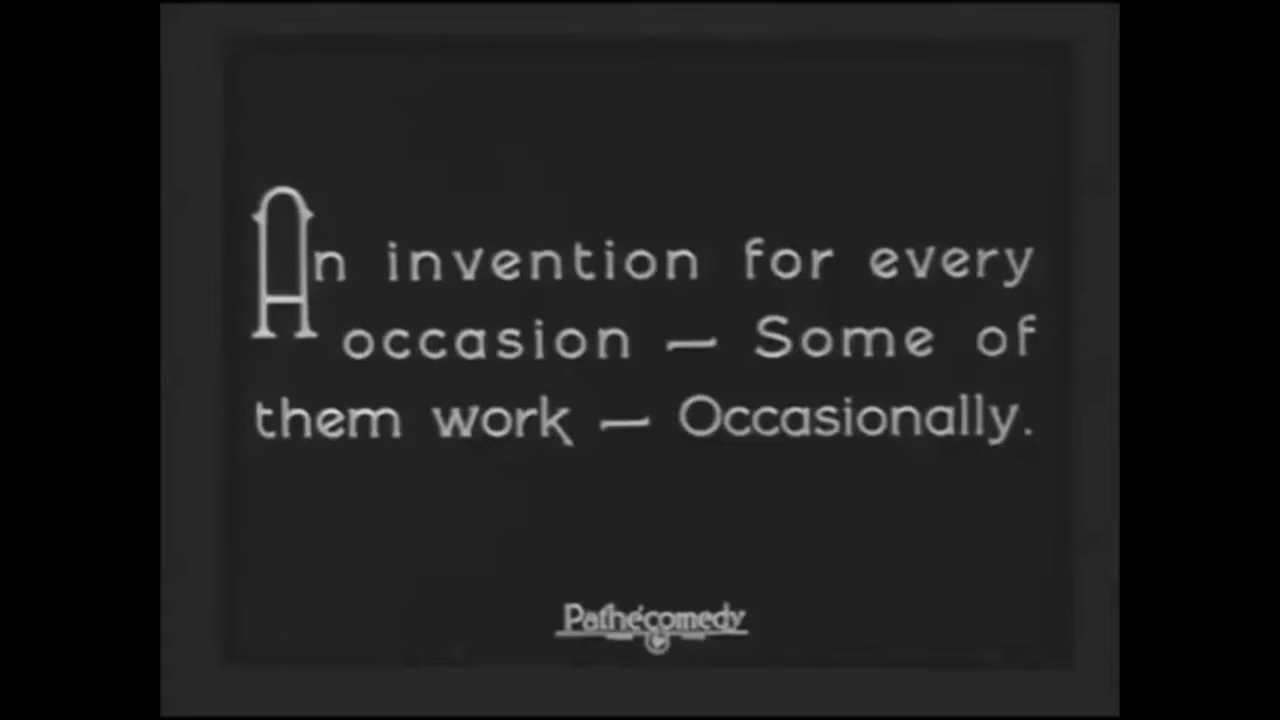 An invention for every
occasion — Some of
them work — Occasionally.
Pathécomedy